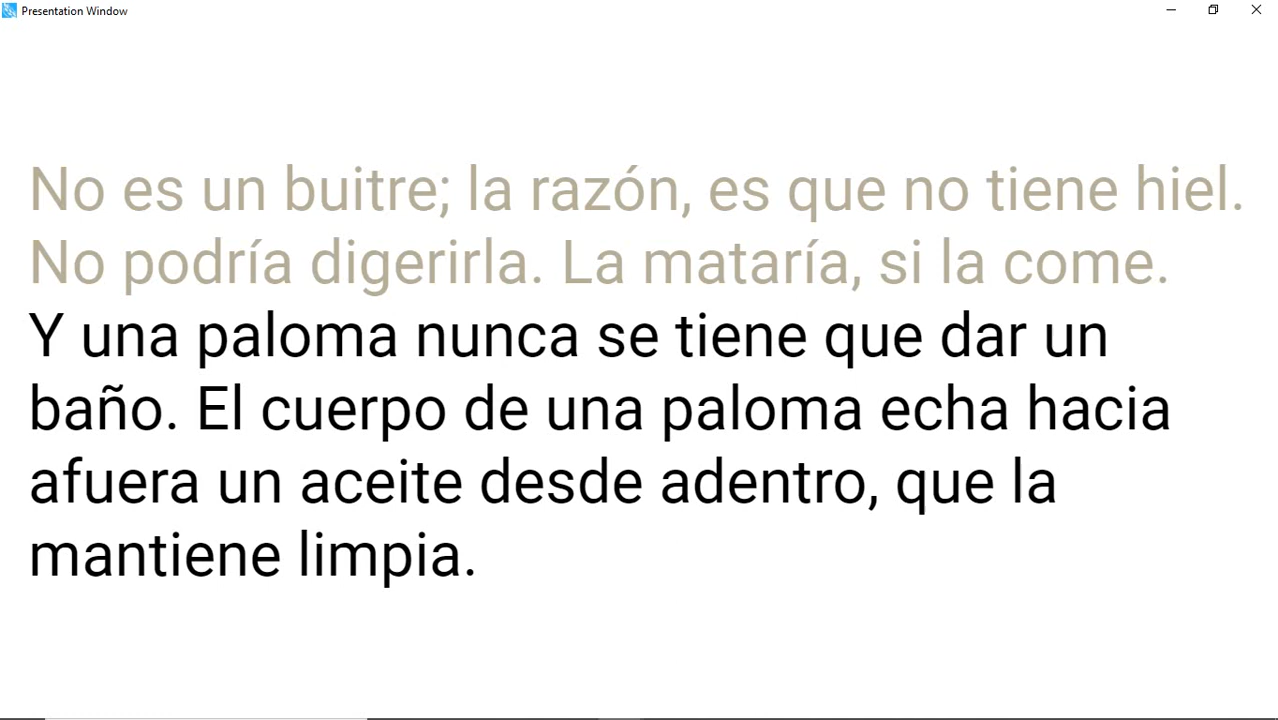 Presentation Window
No es un buitre; la razón, es que no tiene hiel.
No podría digerirla. La mataría, si la come.
Y una paloma nunca se tiene que dar un
baño. El cuerpo de una paloma echa hacia
afuera un aceite desde adentro, que la
mantiene limpia.